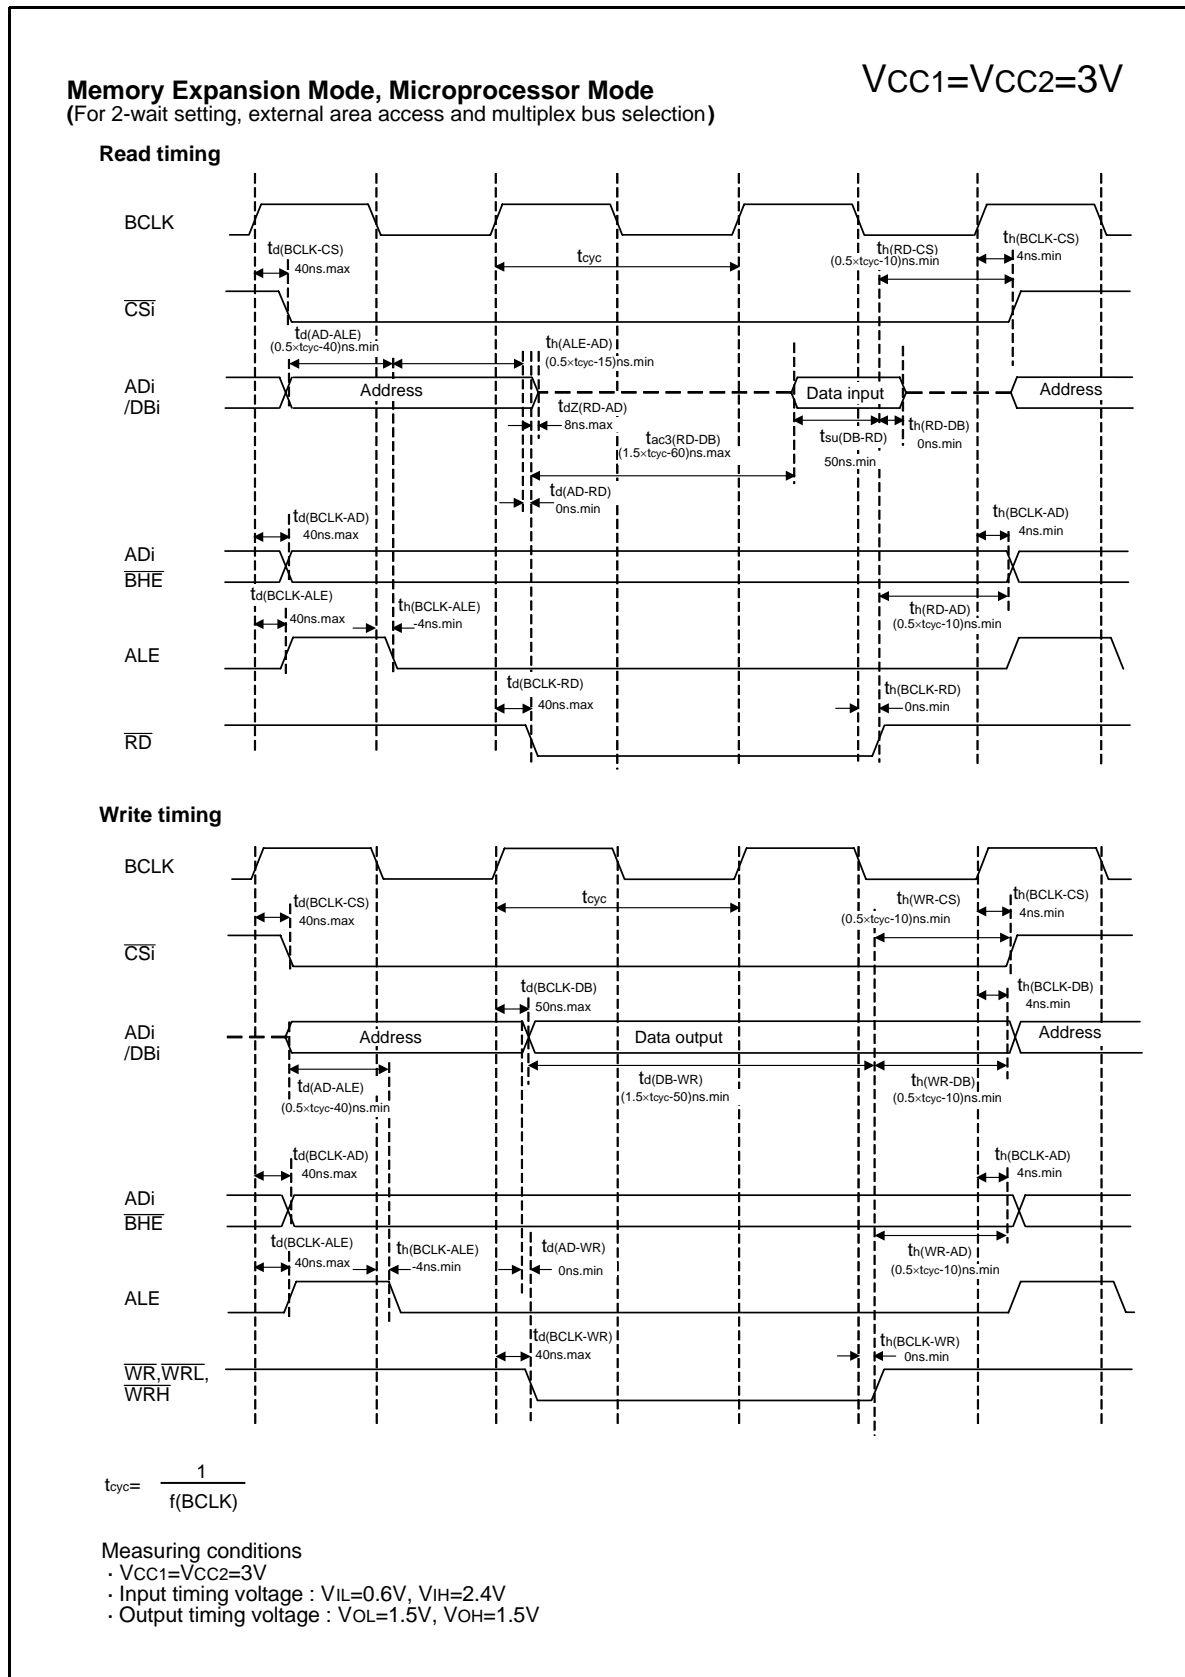 VCC1=VCC2=3V
Memory Expansion Mode, Microprocessor Mode
(For 2-wait setting, external area access and multiplex bus selection)
Read timing
BCLK
td(BCLK-CS)
40ns.max
tcyc
th(RD-CS)
(0.5×tcyc-10)ns.min
th(BCLK-CS)
4ns.min
CSi
td(AD-ALE)
(0.5×tcyc-40)ns.min
th(ALE-AD)
(0.5×tcyc-15)ns.min
ADi
/DBi
Address
Data input
Address
tdZ(RD-AD)
8ns.max
tac3(RD-DB)
(1.5×tcyc-60)ns.max
tsu(DB-RD)
50ns.min
th(RD-DB)
0ns.min
td(AD-RD)
0ns.min
td(BCLK-AD)
40ns.max
th(BCLK-AD)
4ns.min
ADi
BHE
td(BCLK-ALE)
40ns.max
th(BCLK-ALE)
-4ns.min
th(RD-AD)
(0.5×tcyc-10)ns.min
ALE
td(BCLK-RD)
40ns.max
th(BCLK-RD)
0ns.min
RD
Write timing
BCLK
td(BCLK-CS)
40ns.max
tcyc
th(WR-CS)
(0.5×tcyc-10)ns.min
th(BCLK-CS)
4ns.min
CSi
td(BCLK-DB)
50ns.max
th(BCLK-DB)
4ns.min
ADi
/DBi
Address
Data output
Address
td(AD-ALE)
(0.5×tcyc-40)ns.min
td(DB-WR)
(1.5×tcyc-50)ns.min
th(WR-DB)
(0.5×tcyc-10)ns.min
td(BCLK-AD)
40ns.max
th(BCLK-AD)
4ns.min
ADi
BHE
td(BCLK-ALE)
40ns.max
th(BCLK-ALE)
-4ns.min
td(AD-WR)
0ns.min
th(WR-AD)
(0.5×tcyc-10)ns.min
ALE
td(BCLK-WR)
40ns.max
th(BCLK-WR)
0ns.min
WR,WRL,
WRH
tcyc= 1
f(BCLK)
Measuring conditions
· VCC1=VCC2=3V
· Input timing voltage : VIL=0.6V, VIH=2.4V
· Output timing voltage : VOL=1.5V, VOH=1.5V